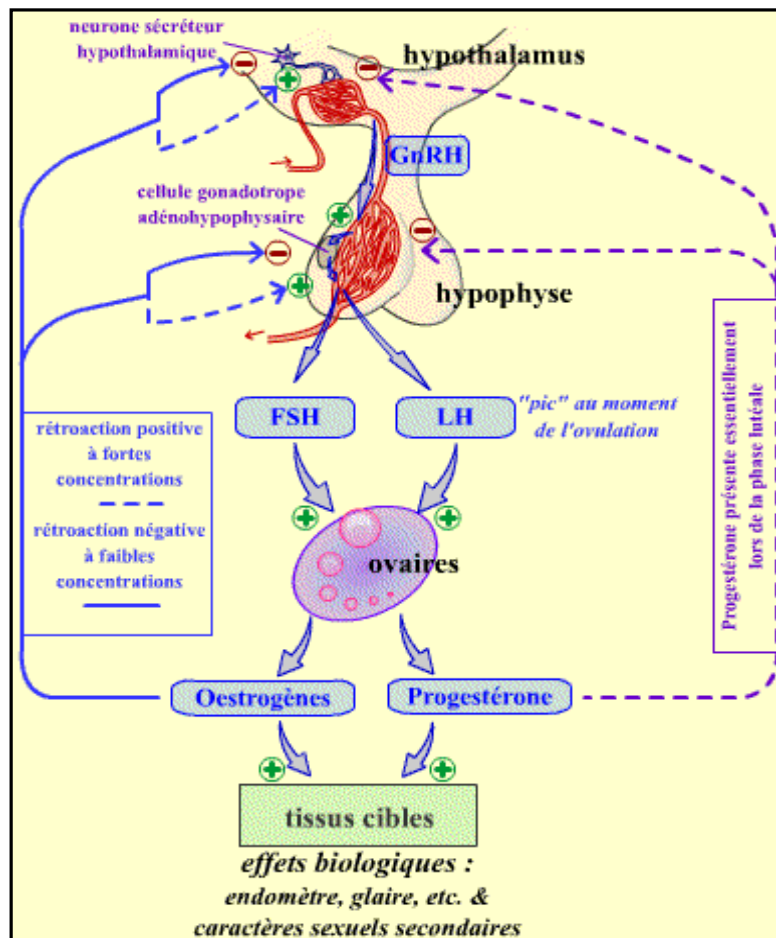 neurone sécréteur
hypothalamique
hypothalamus
GnRH
cellule gonadotrope
adénohypophysaire
hypophyse
FSH
LH
"pic" au moment
de l'ovulation
rétroaction positive
à fortes
concentrations
rétroaction négative
à faibles
concentrations
ovaires
Progestérone présente essentiellement
lors de la phase lutéale
Oestrogènes
Progestérone
tissus cibles
effets biologiques :
endomètre, glaire, etc. &
caractères sexuels secondaires